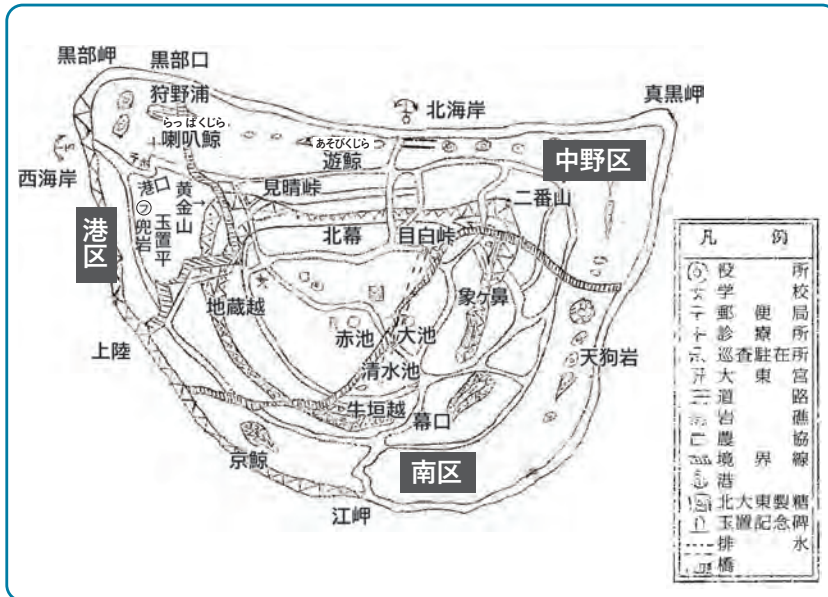 黒部岬
黒部口
狩野浦
らっぱくじら
喇叭鯨
北海岸
真黒岬
あそびくじら
遊鯨
中野区
西海岸
見晴峠
港口
黄金山
二番山
フ兜岩
玉置平
港区
北幕
目白峠
地蔵越
象ヶ鼻
赤池
大池
天狗岩
上陸
清水池
牛垣越
幕口
京鯨
南区
江岬
凡例
役所
学校
郵便局
診療所
巡査駐在所
大東宮
道路
岩礁
農協
境界線
港
北大東製糖
玉置記念碑
排水
橋